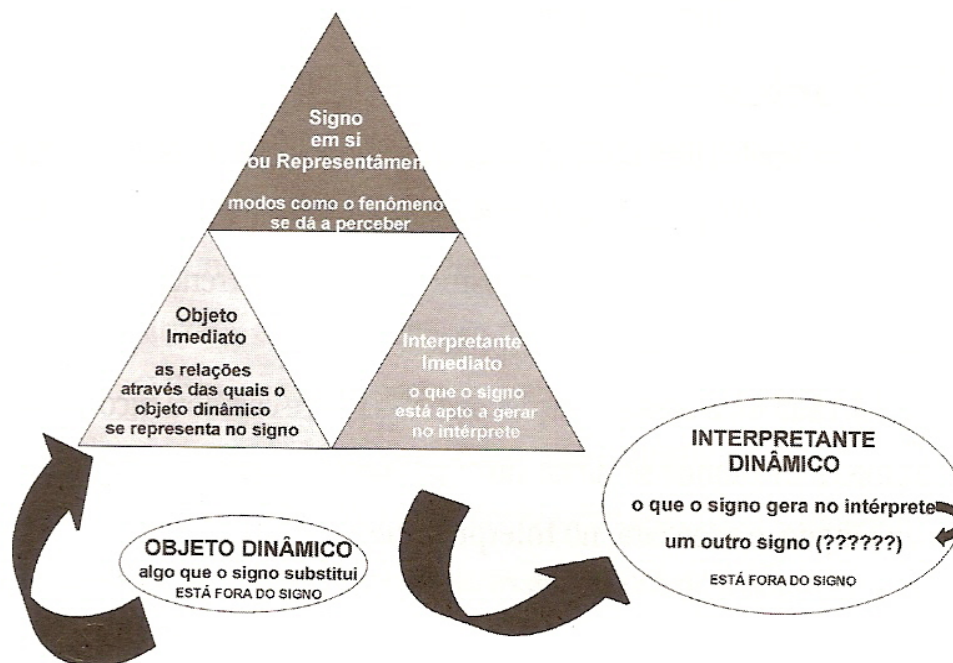 Signo
em si
ou Representâmen
modos como o fenômeno
se dá a perceber
Objeto
Imediato
as relações
através das quais o
objeto dinâmico
se representa no signo
Interpretante
Imediato
o que o signo
está apto a gerar
no intérprete
OBJETO DINÂMICO
algo que o signo substitui
ESTÁ FORA DO SIGNO
INTERPRETANTE
DINÂMICO
o que o signo gera no intérprete
um outro signo (??????)
ESTÁ FORA DO SIGNO